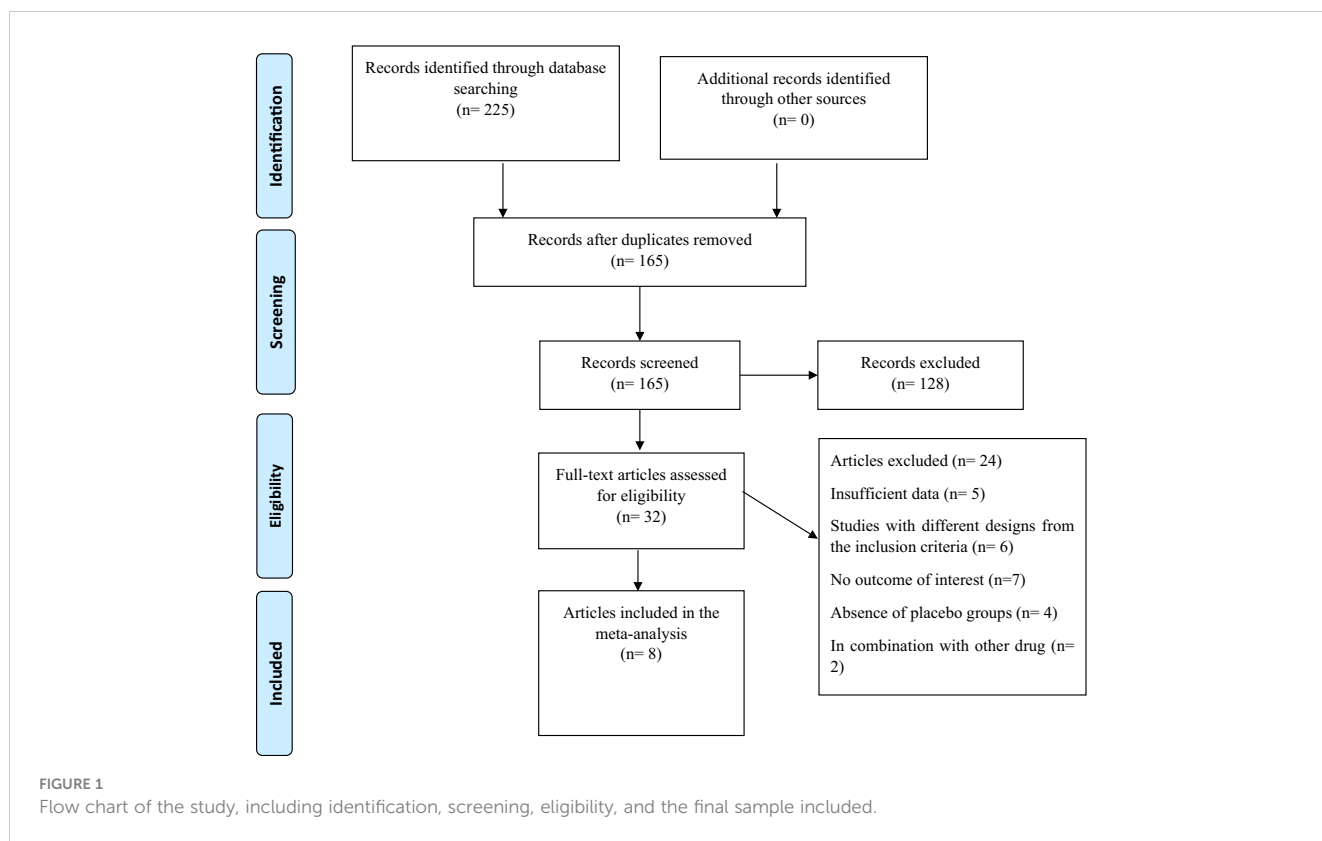 Identification
Records identified through database
searching
(n= 225)
Additional records identified
through other sources
(n= 0)
Screening
Records after duplicates removed
(n= 165)
Records screened
(n= 165)
Records excluded
(n= 128)
Eligibility
Full-text articles assessed
for eligibility
(n= 32)
Articles excluded (n= 24)
Insufficient data (n= 5)
Studies with different designs from
the inclusion criteria (n= 6)
No outcome of interest (n=7)
Absence of placebo groups (n= 4)
In combination with other drug (n=
2)
Included
Articles included in the
meta-analysis
(n= 8)
FIGURE 1
Flow chart of the study, including identification, screening, eligibility, and the final sample included.